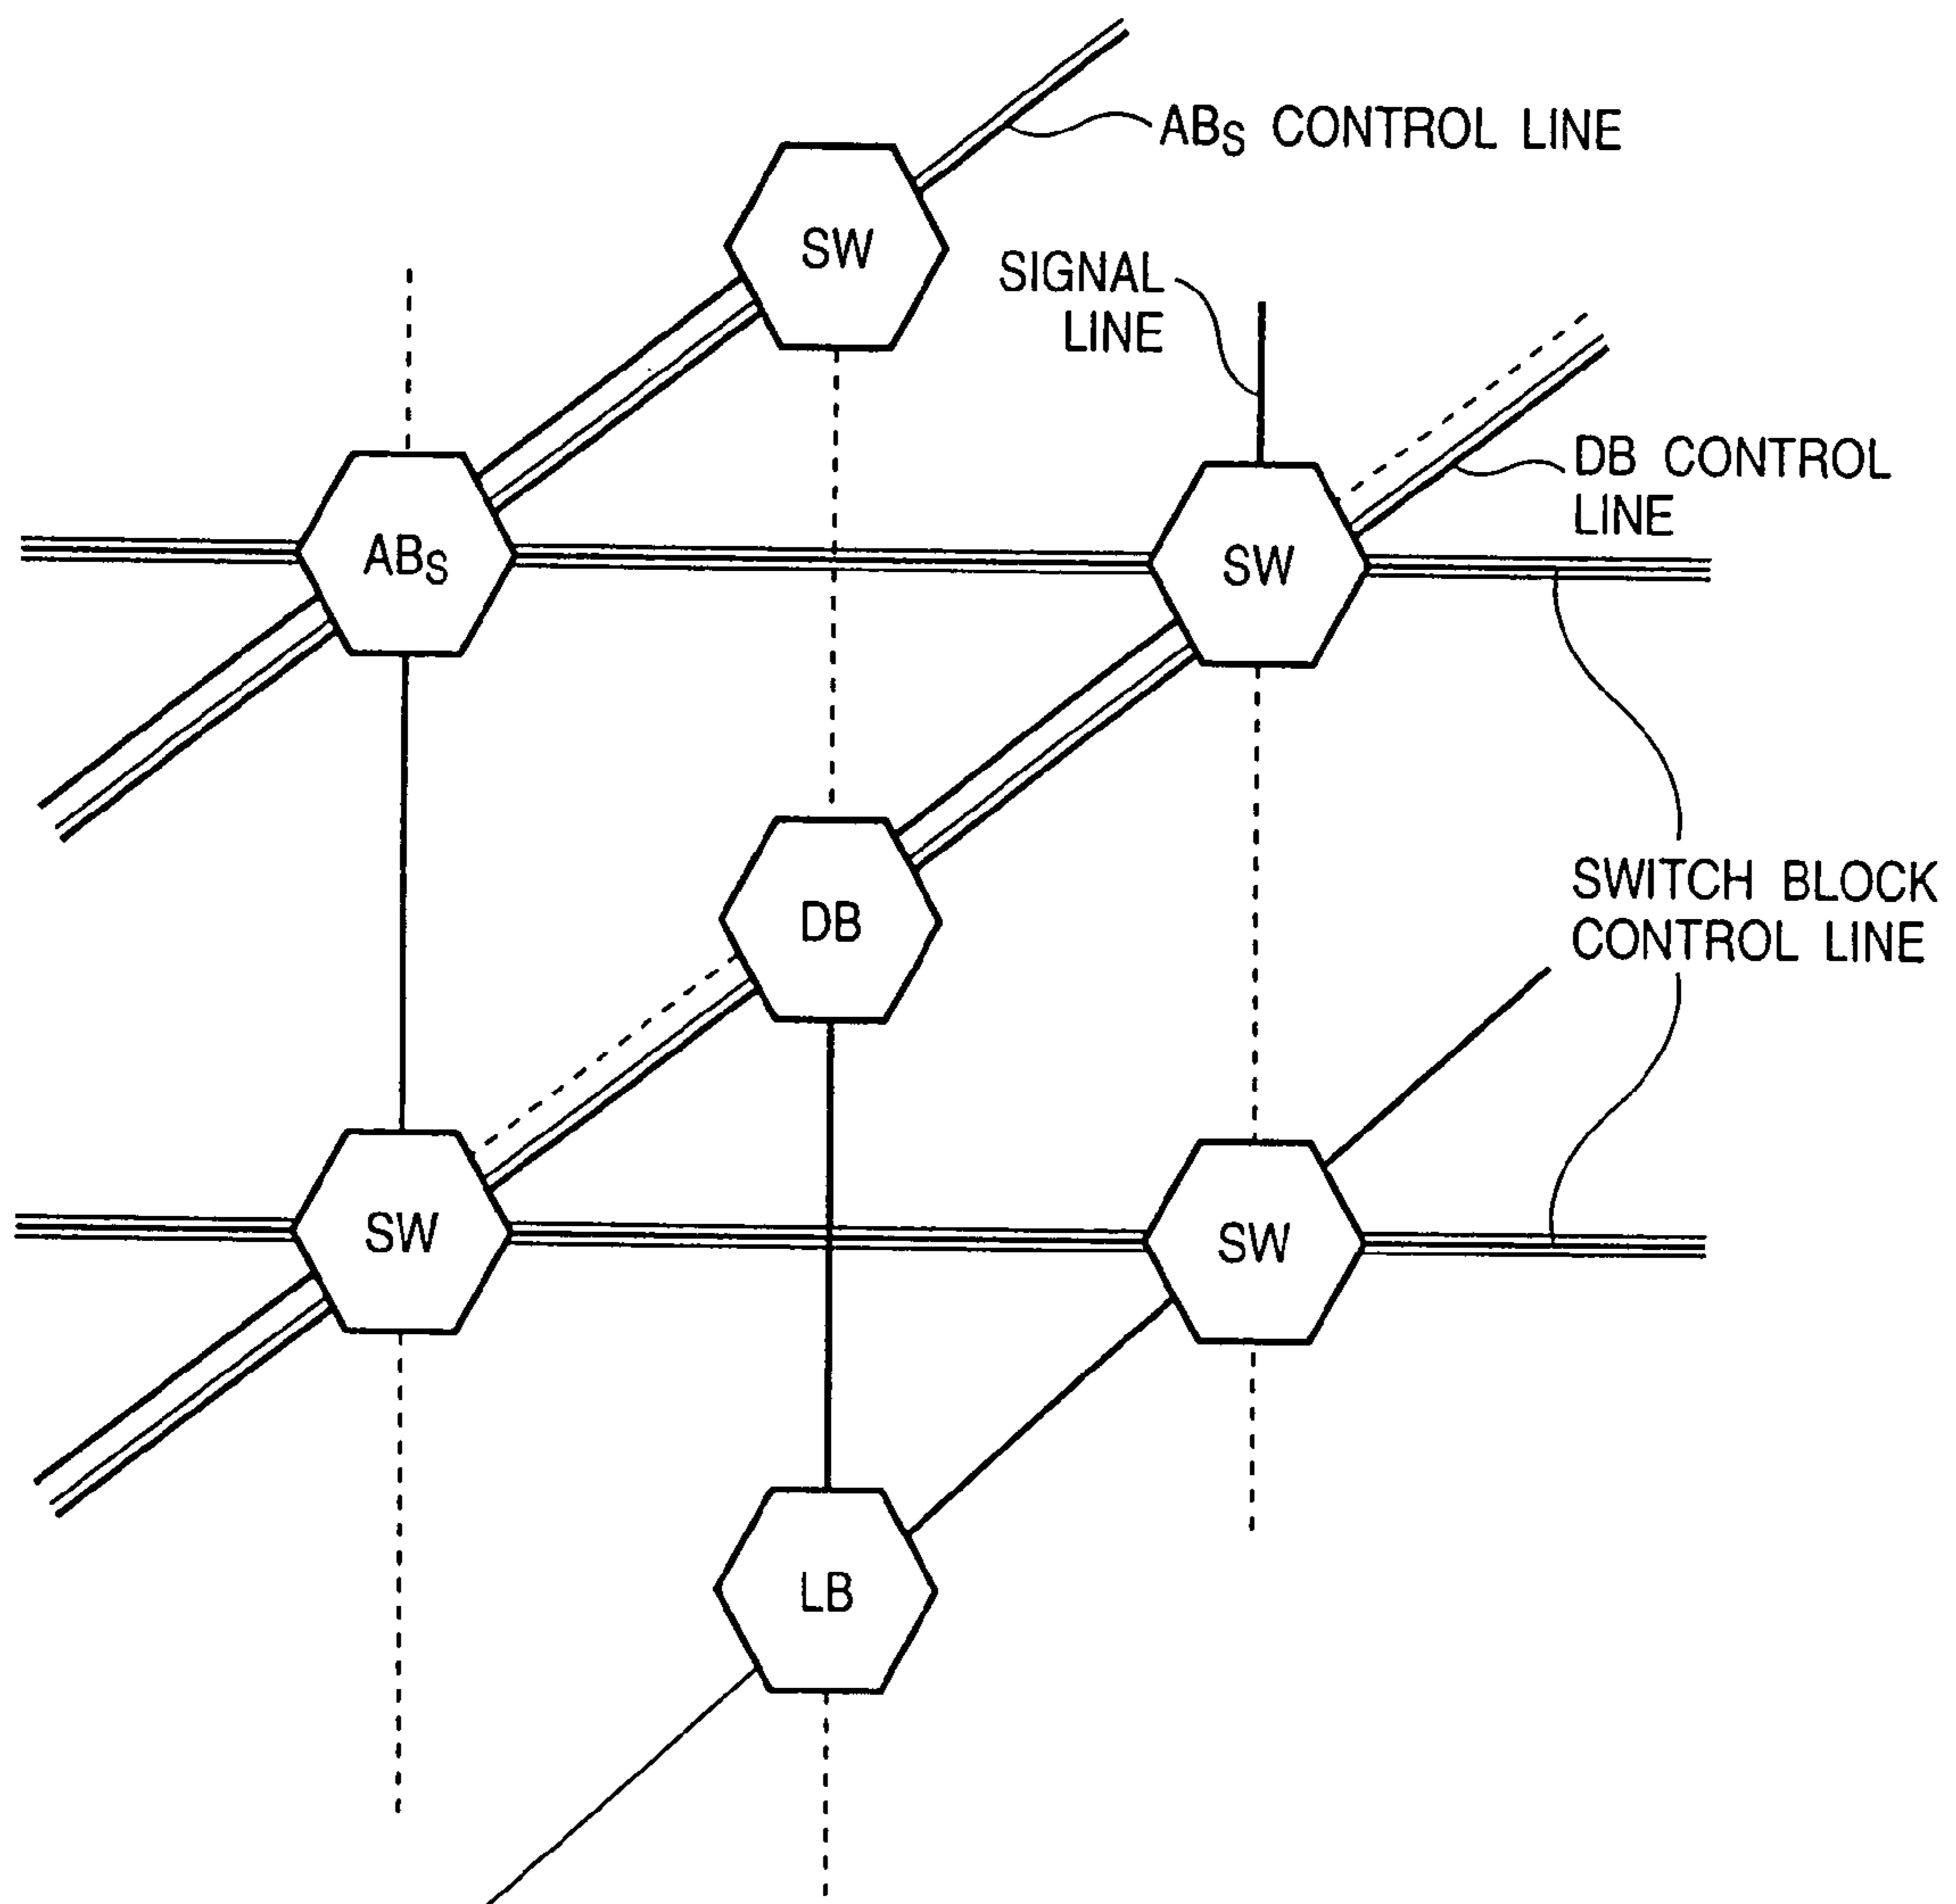 ABS CONTROL LINE
SW
SIGNAL
LINE
DB CONTROL
LINE
ABS
SW
SWITCH BLOCK
CONTROL LINE
DB
SW
SW
LB